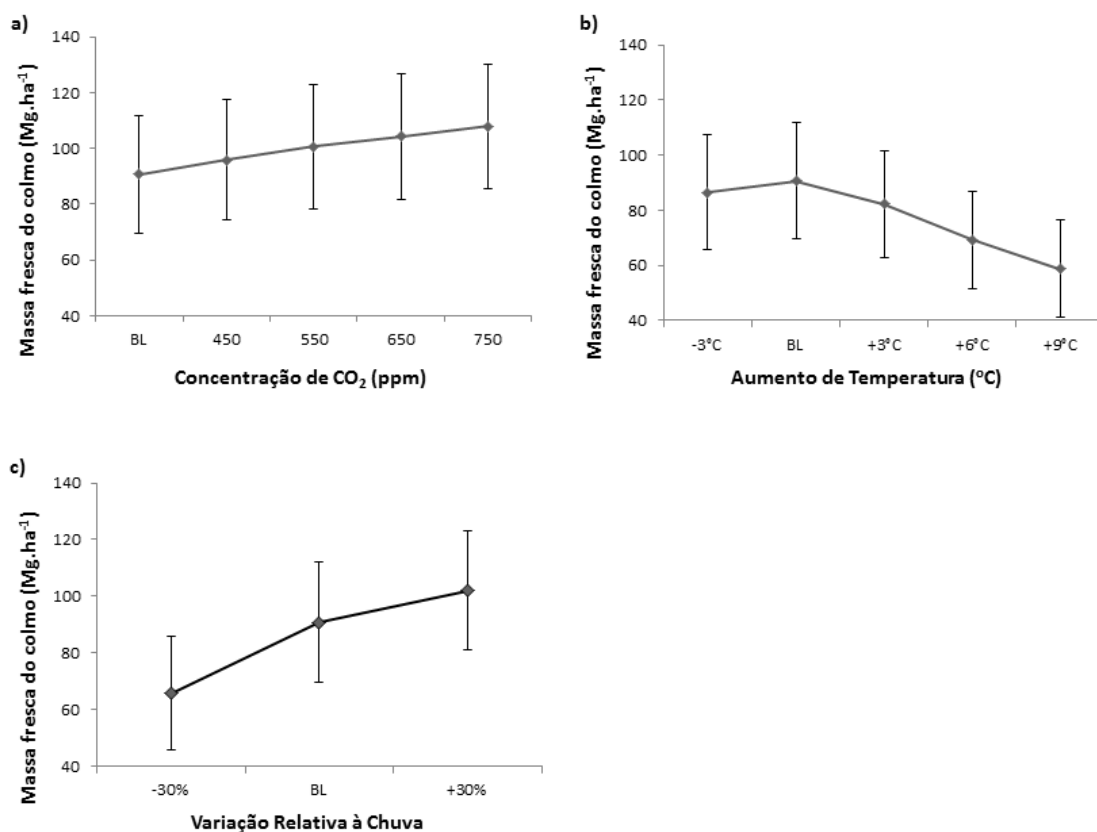 a)
Massa fresca do colmo (Mg.ha⁻¹)
140
120
100
80
60
40
BL 450 550 650 750
Concentração de CO₂ (ppm)
b)
Massa fresca do colmo (Mg.ha⁻¹)
140
120
100
80
60
40
-3°C BL +3°C +6°C +9°C
Aumento de Temperatura (°C)
c)
Massa fresca do colmo (Mg.ha⁻¹)
140
120
100
80
60
40
-30% BL +30%
Variação Relativa à Chuva